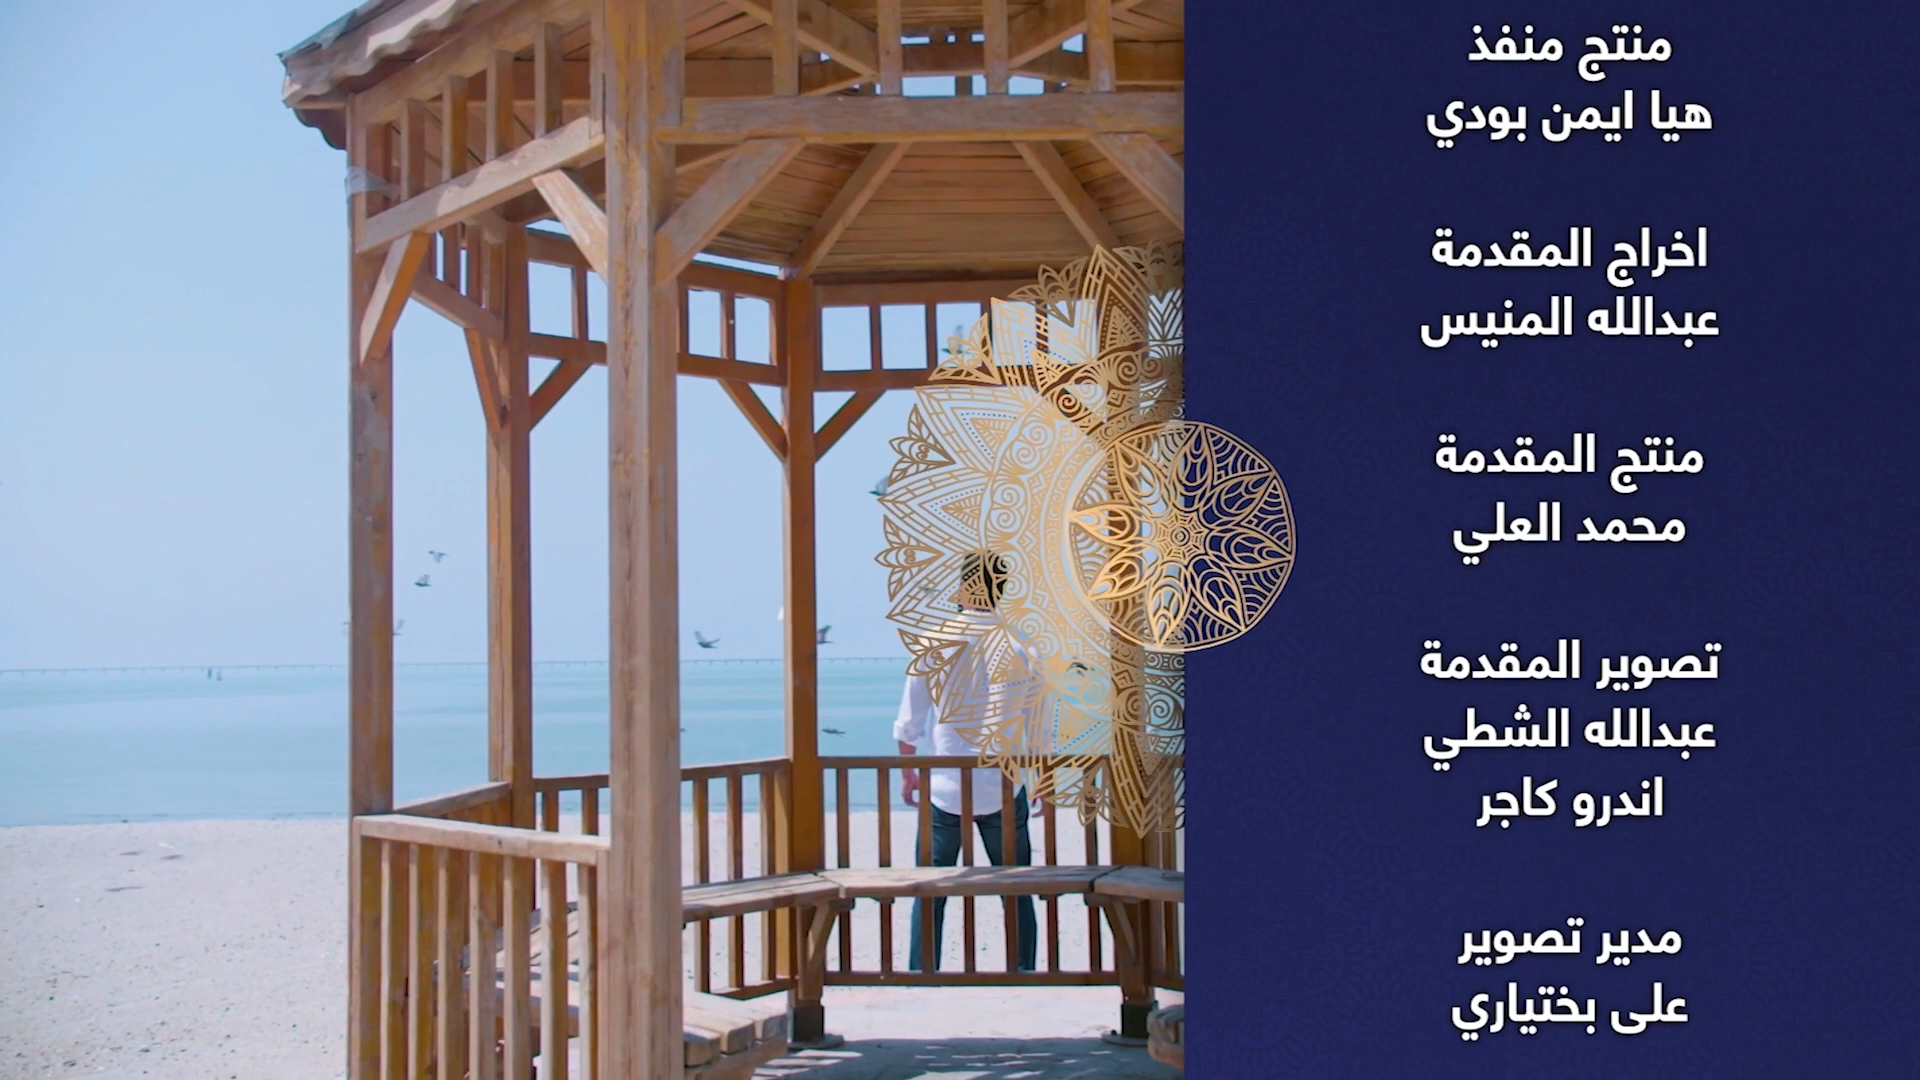 منتج منفذ
هيا ايمن بودي
اخراج المقدمة
عبدالله المنيس
منتج المقدمة
محمد العلي
تصوير المقدمة
عبدالله الشطي
اندرو كاجر
مدير تصوير
على بختياري